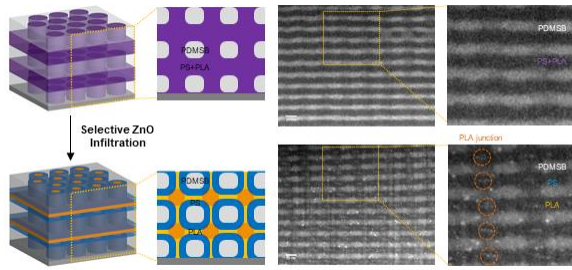 PDMSB
PS+PLA
PDMSB
PS+PLA
Selective ZnO
Infiltration
PLA junction
PDMSB
PS
PLA
PDMSB
PS
PLA